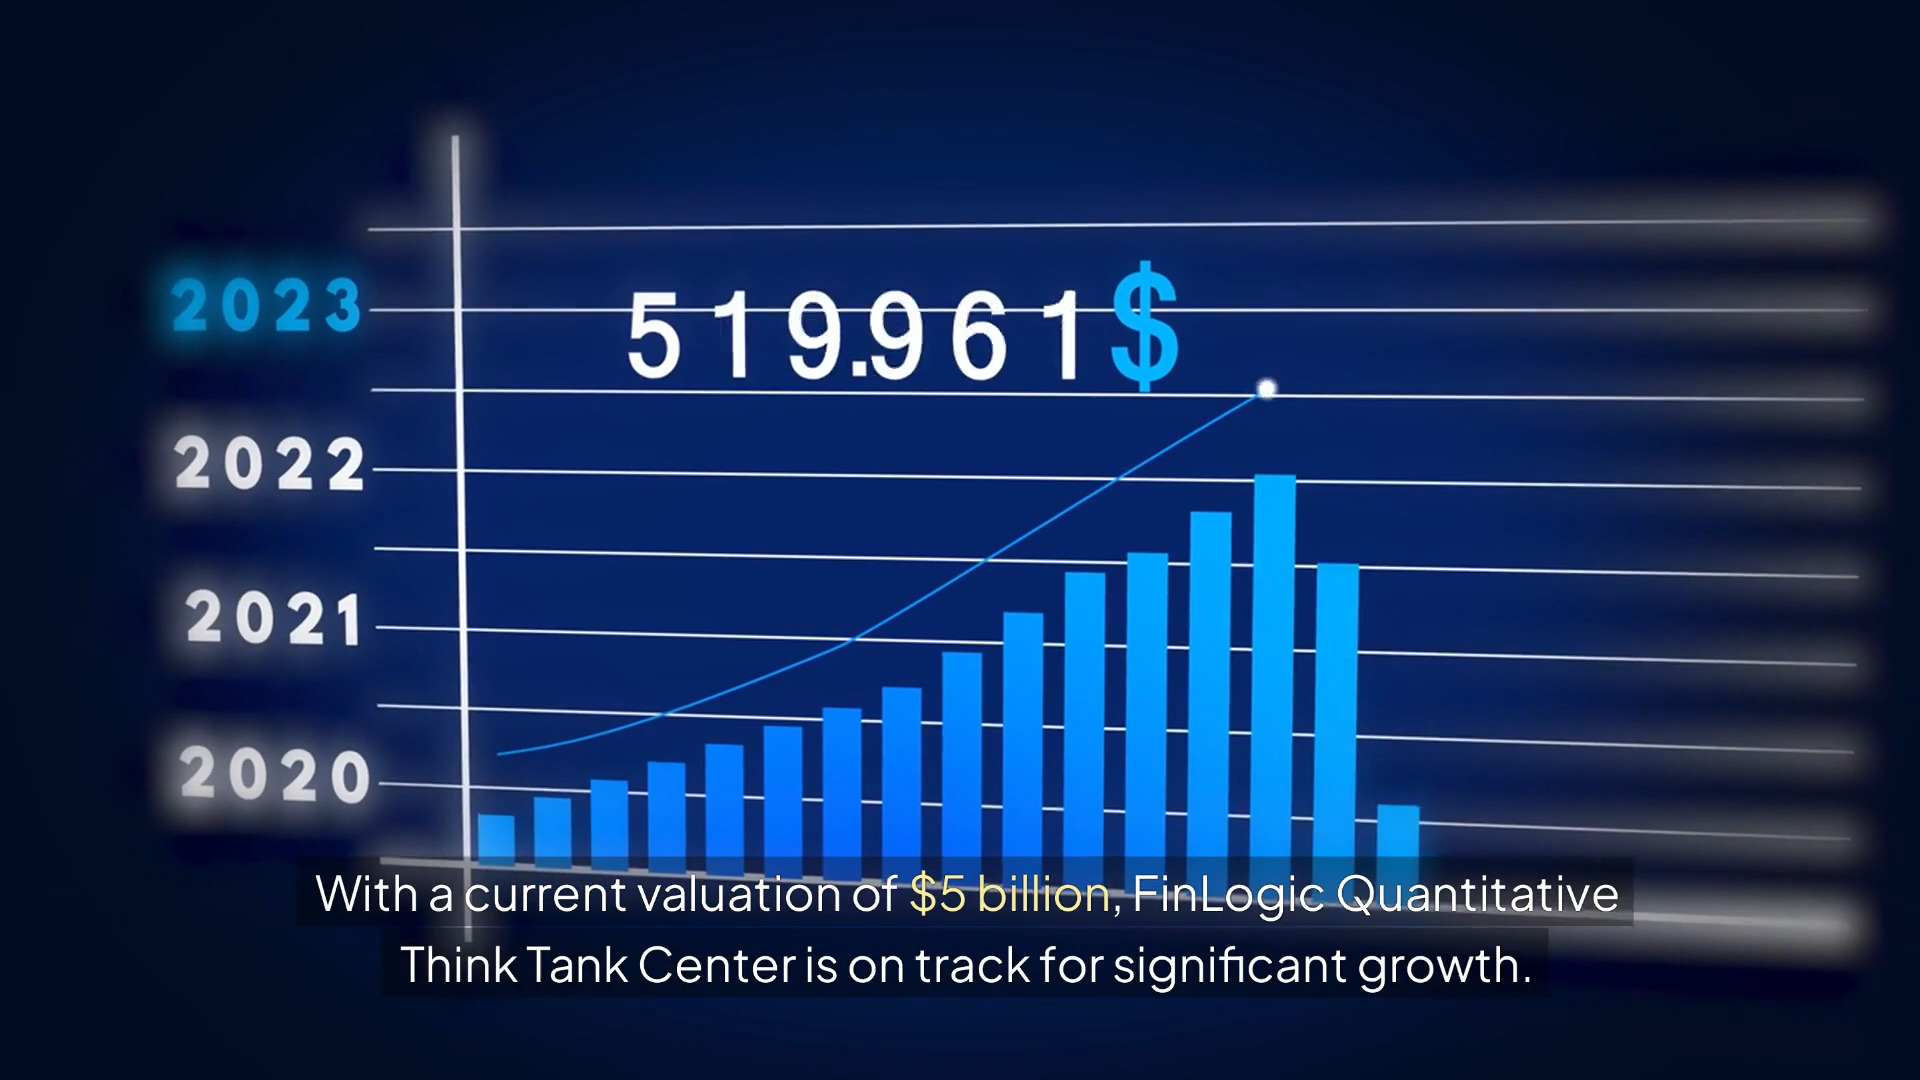 2023
519.961$
2022
2021
2020
With a current valuation of $5 billion, FinLogic Quantitative
Think Tank Center is on track for significant growth.